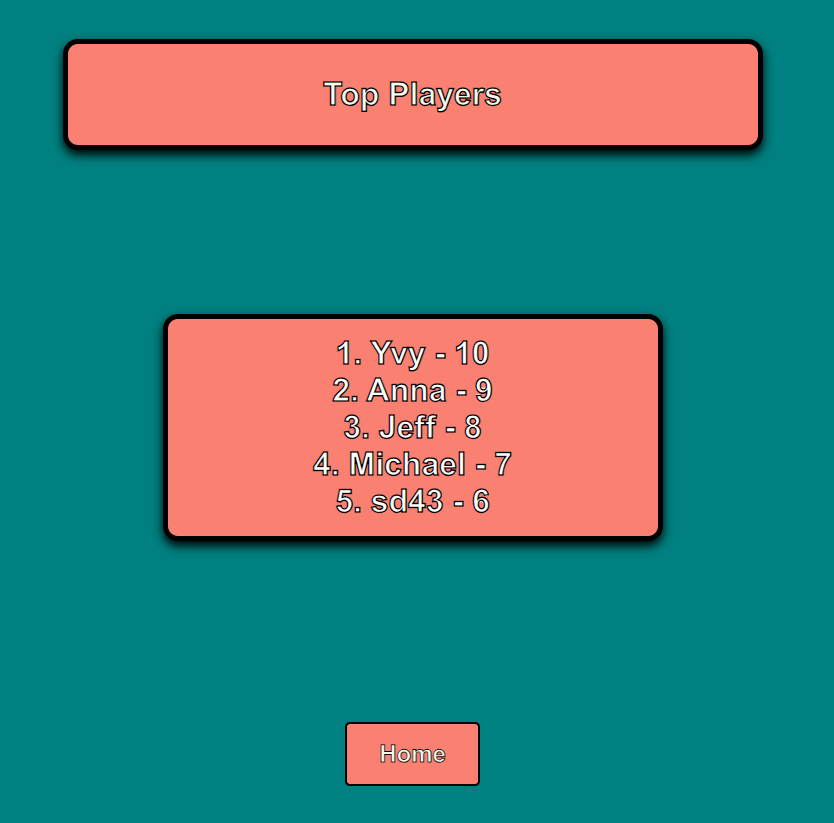 Top Players
1. Yvy - 10
2. Anna - 9
3. Jeff - 8
4. Michael - 7
5. sd43 - 6
Home